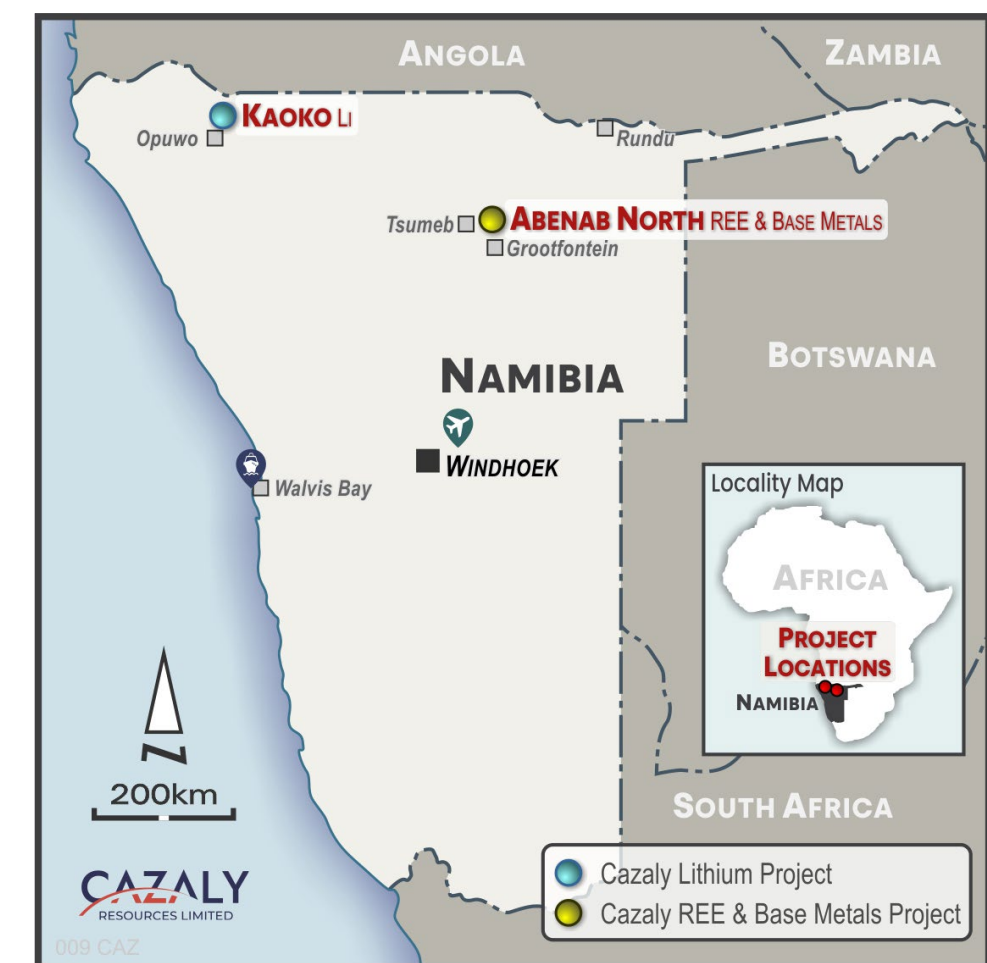 ANGOLA
ZAMBIA
KAOKO LI
Opuwo
Rundu
Tsumeb
ABENAB NORTH REE & BASE METALS
Grootfontein
BOTSWANA
NAMIBIA
WINDHOEK
Walvis Bay
Locality Map
AFRICA
PROJECT
LOCATIONS
NAMIBIA
N
200km
SOUTH AFRICA
CAZALY
RESOURCES LIMITED
Cazaly Lithium Project
Cazaly REE & Base Metals Project
009 CAZ